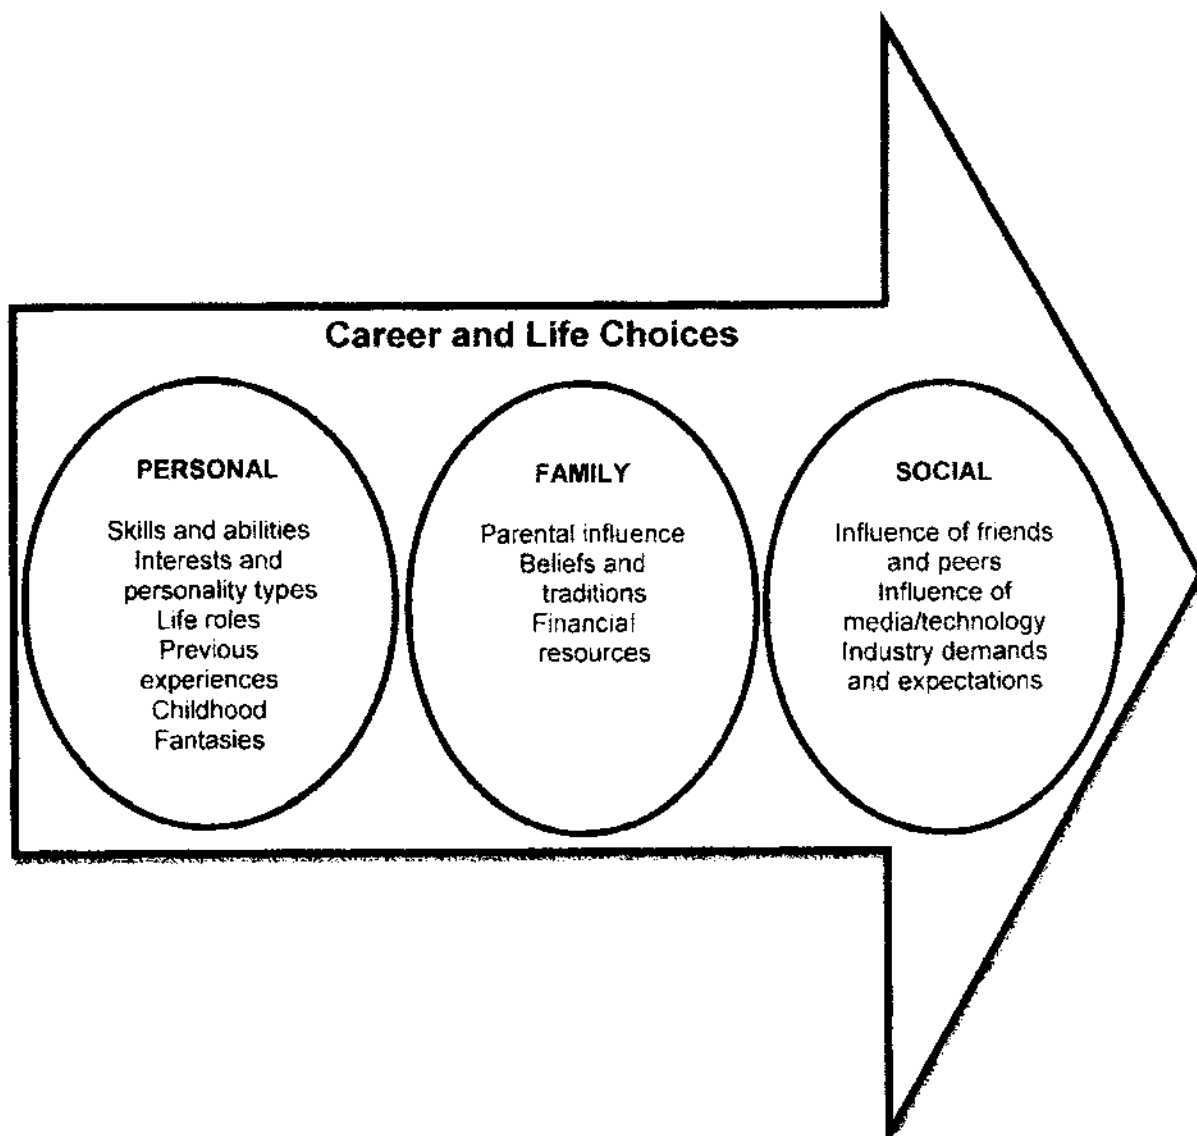 Career and Life Choices
PERSONAL
Skills and abilities
Interests and
personality types
Life roles
Previous
experiences
Childhood
Fantasies
FAMILY
Parental influence
Beliefs and
traditions
Financial
resources
SOCIAL
Influence of friends
and peers
Influence of
media/technology
Industry demands
and expectations